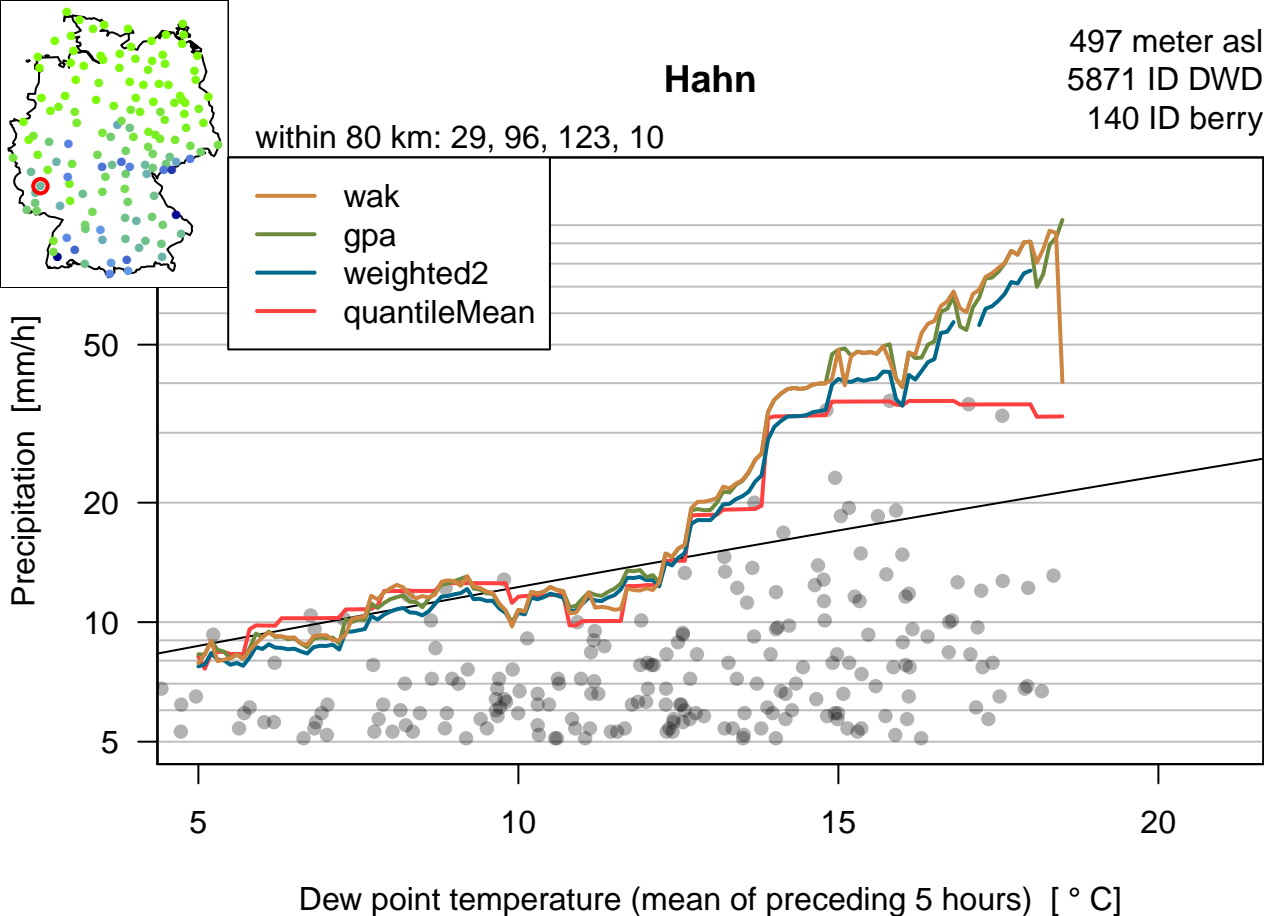 497 meter asl
Hahn
5871 ID DWD
140 ID berry
within 80 km: 29, 96, 123, 10
wak
gpa
weighted2
quantileMean
Precipitation [mm/h]
50
20
10
5
5
10
15
20
Dew point temperature (mean of preceding 5 hours) [ ° C]